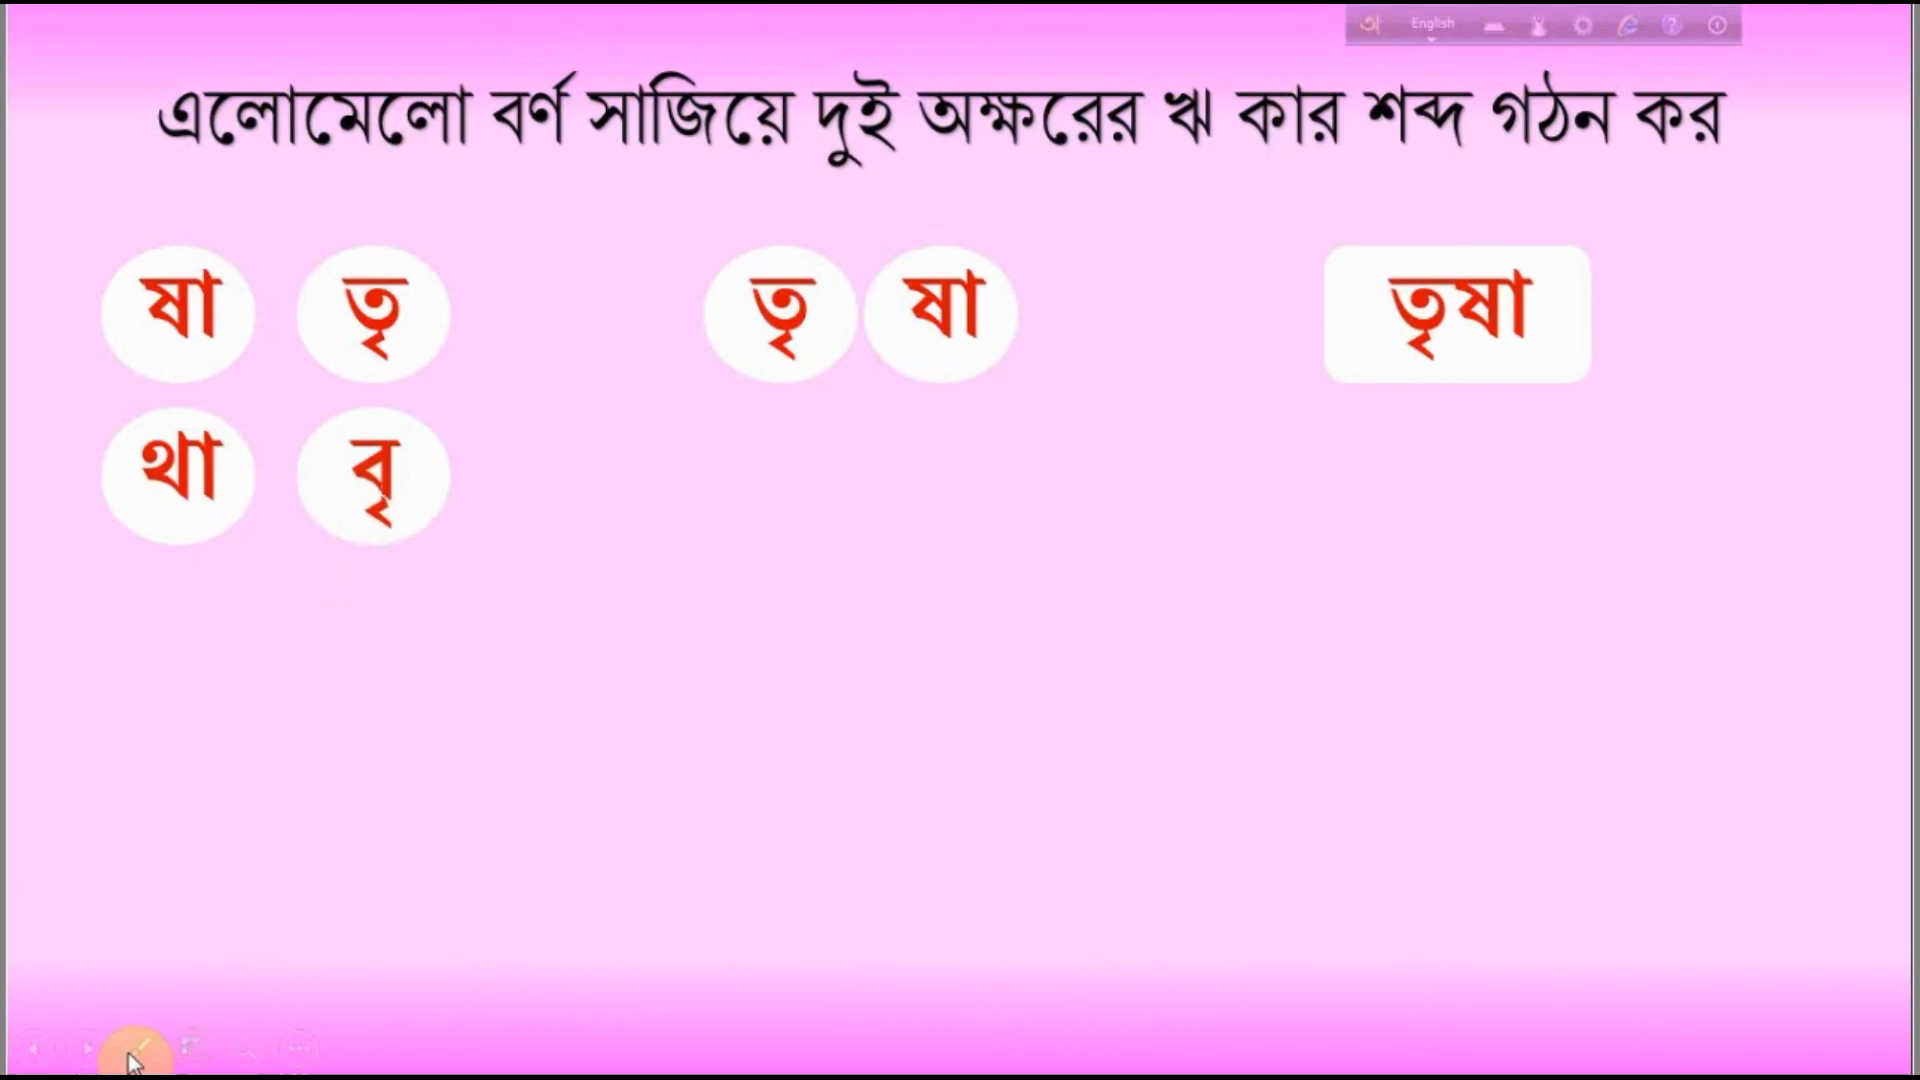 English
এলোমেলো বর্ণ সাজিয়ে দুই অক্ষরের ঋ কার শব্দ গঠন কর
ষা তৃ তৃ ষা তৃষা
থা বৃ